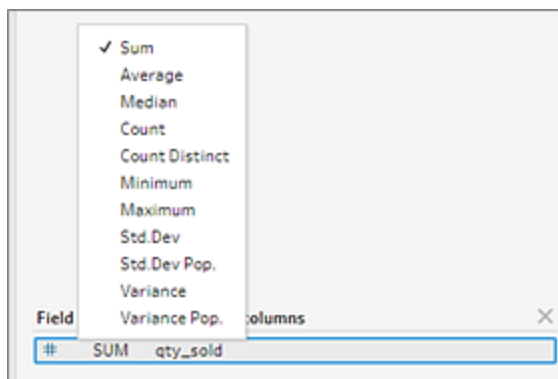 ✓ Sum
Average
Median
Count
Count Distinct
Minimum
Maximum
Std.Dev
Std.Dev Pop.
Variance
Variance Pop.
Field columns
# SUM qty_sold